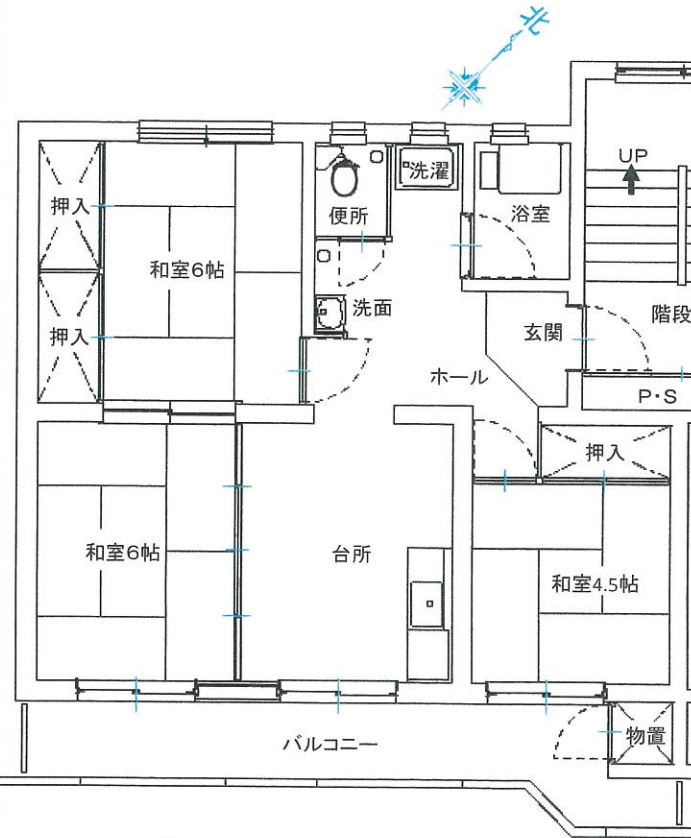 北
UP
押入
洗濯
便所
浴室
和室6帖
押入
洗面
玄関
階段
ホール
P・S
押入
和室6帖
台所
和室4.5帖
バルコニー
物置